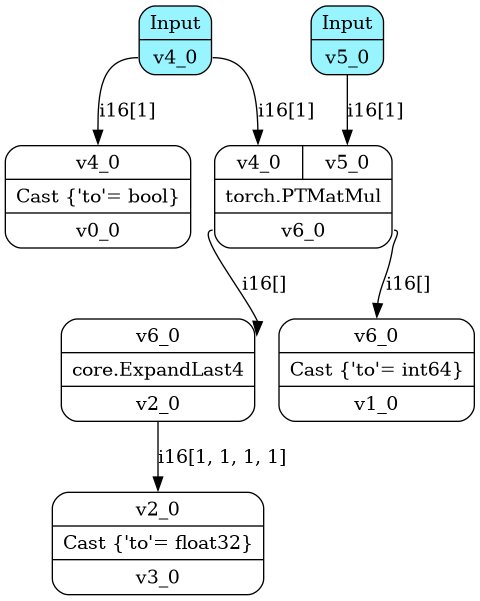 Input
v4_0
Input
v5_0
i16[1]
i16[1]
i16[1]
v4_0
Cast {'to'= bool}
v0_0
v4_0
v5_0
torch.PTMatMul
v6_0
i16[]
i16[]
v6_0
core.ExpandLast4
v2_0
v6_0
Cast {'to'= int64}
v1_0
i16[1, 1, 1, 1]
v2_0
Cast {'to'= float32}
v3_0